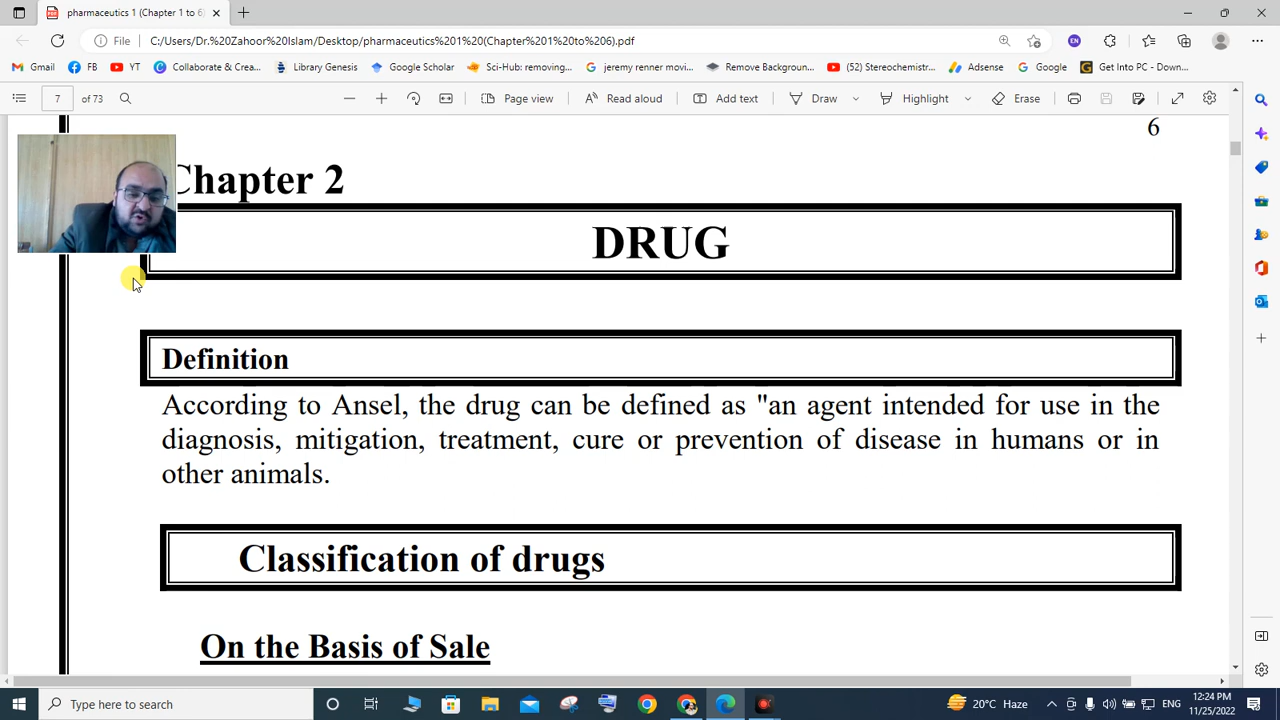 pharmaceutics 1 (Chapter 1 to 6)
File
C:/Users/Dr.%20Zahoor%20Islam/Desktop/pharmaceutics%201%20(Chapter%201%20to%206).pdf
EN
Gmail
FB
YT
Collaborate & Crea...
Library Genesis
Google Scholar
Sci-Hub: removing...
jeremy renner movi...
Remove Backgroun...
(52) Stereochemistr...
Adsense
Google
Get Into PC - Down...
7 of 73
Page view
Read aloud
Add text
Draw
Highlight
Erase
6
Chapter 2
DRUG
Definition
According to Ansel, the drug can be defined as "an agent intended for use in the
diagnosis, mitigation, treatment, cure or prevention of disease in humans or in
other animals.
Classification of drugs
On the Basis of Sale
Type here to search
20°C Haze
ENG
12:24 PM
11/25/2022